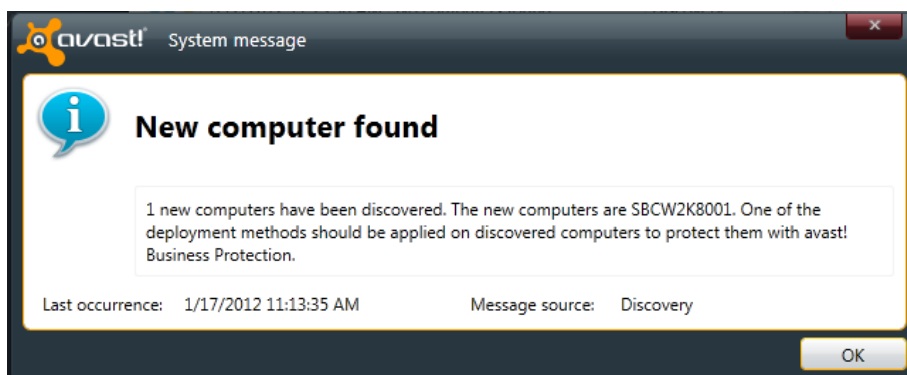 avast! System message
New computer found
1 new computers have been discovered. The new computers are SBCW2K8001. One of the
deployment methods should be applied on discovered computers to protect them with avast!
Business Protection.
Last occurrence: 1/17/2012 11:13:35 AM Message source: Discovery
OK